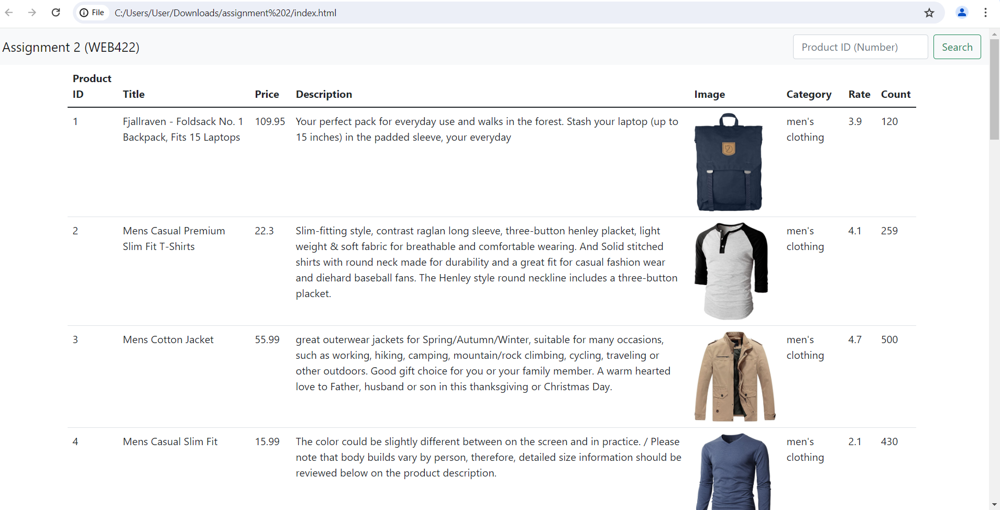 File C:/Users/User/Downloads/assignment%202/index.html
Assignment 2 (WEB422)
Product ID (Number) Search
Product
ID Title Price Description Image Category Rate Count
1 Fjallraven - Foldsack No. 1 109.95 Your perfect pack for everyday use and walks in the forest. Stash your laptop (up to men's 3.9 120
Backpack, Fits 15 Laptops 15 inches) in the padded sleeve, your everyday clothing
2 Mens Casual Premium 22.3 Slim-fitting style, contrast raglan long sleeve, three-button henley placket, light men's 4.1 259
Slim Fit T-Shirts weight & soft fabric for breathable and comfortable wearing. And Solid stitched clothing
shirts with round neck made for durability and a great fit for casual fashion wear
and diehard baseball fans. The Henley style round neckline includes a three-button
placket.
3 Mens Cotton Jacket 55.99 great outerwear jackets for Spring/Autumn/Winter, suitable for many occasions, men's 4.7 500
such as working, hiking, camping, mountain/rock climbing, cycling, traveling or clothing
other outdoors. Good gift choice for you or your family member. A warm hearted
love to Father, husband or son in this thanksgiving or Christmas Day.
4 Mens Casual Slim Fit 15.99 The color could be slightly different between on the screen and in practice. / Please men's 2.1 430
note that body builds vary by person, therefore, detailed size information should be clothing
reviewed below on the product description.